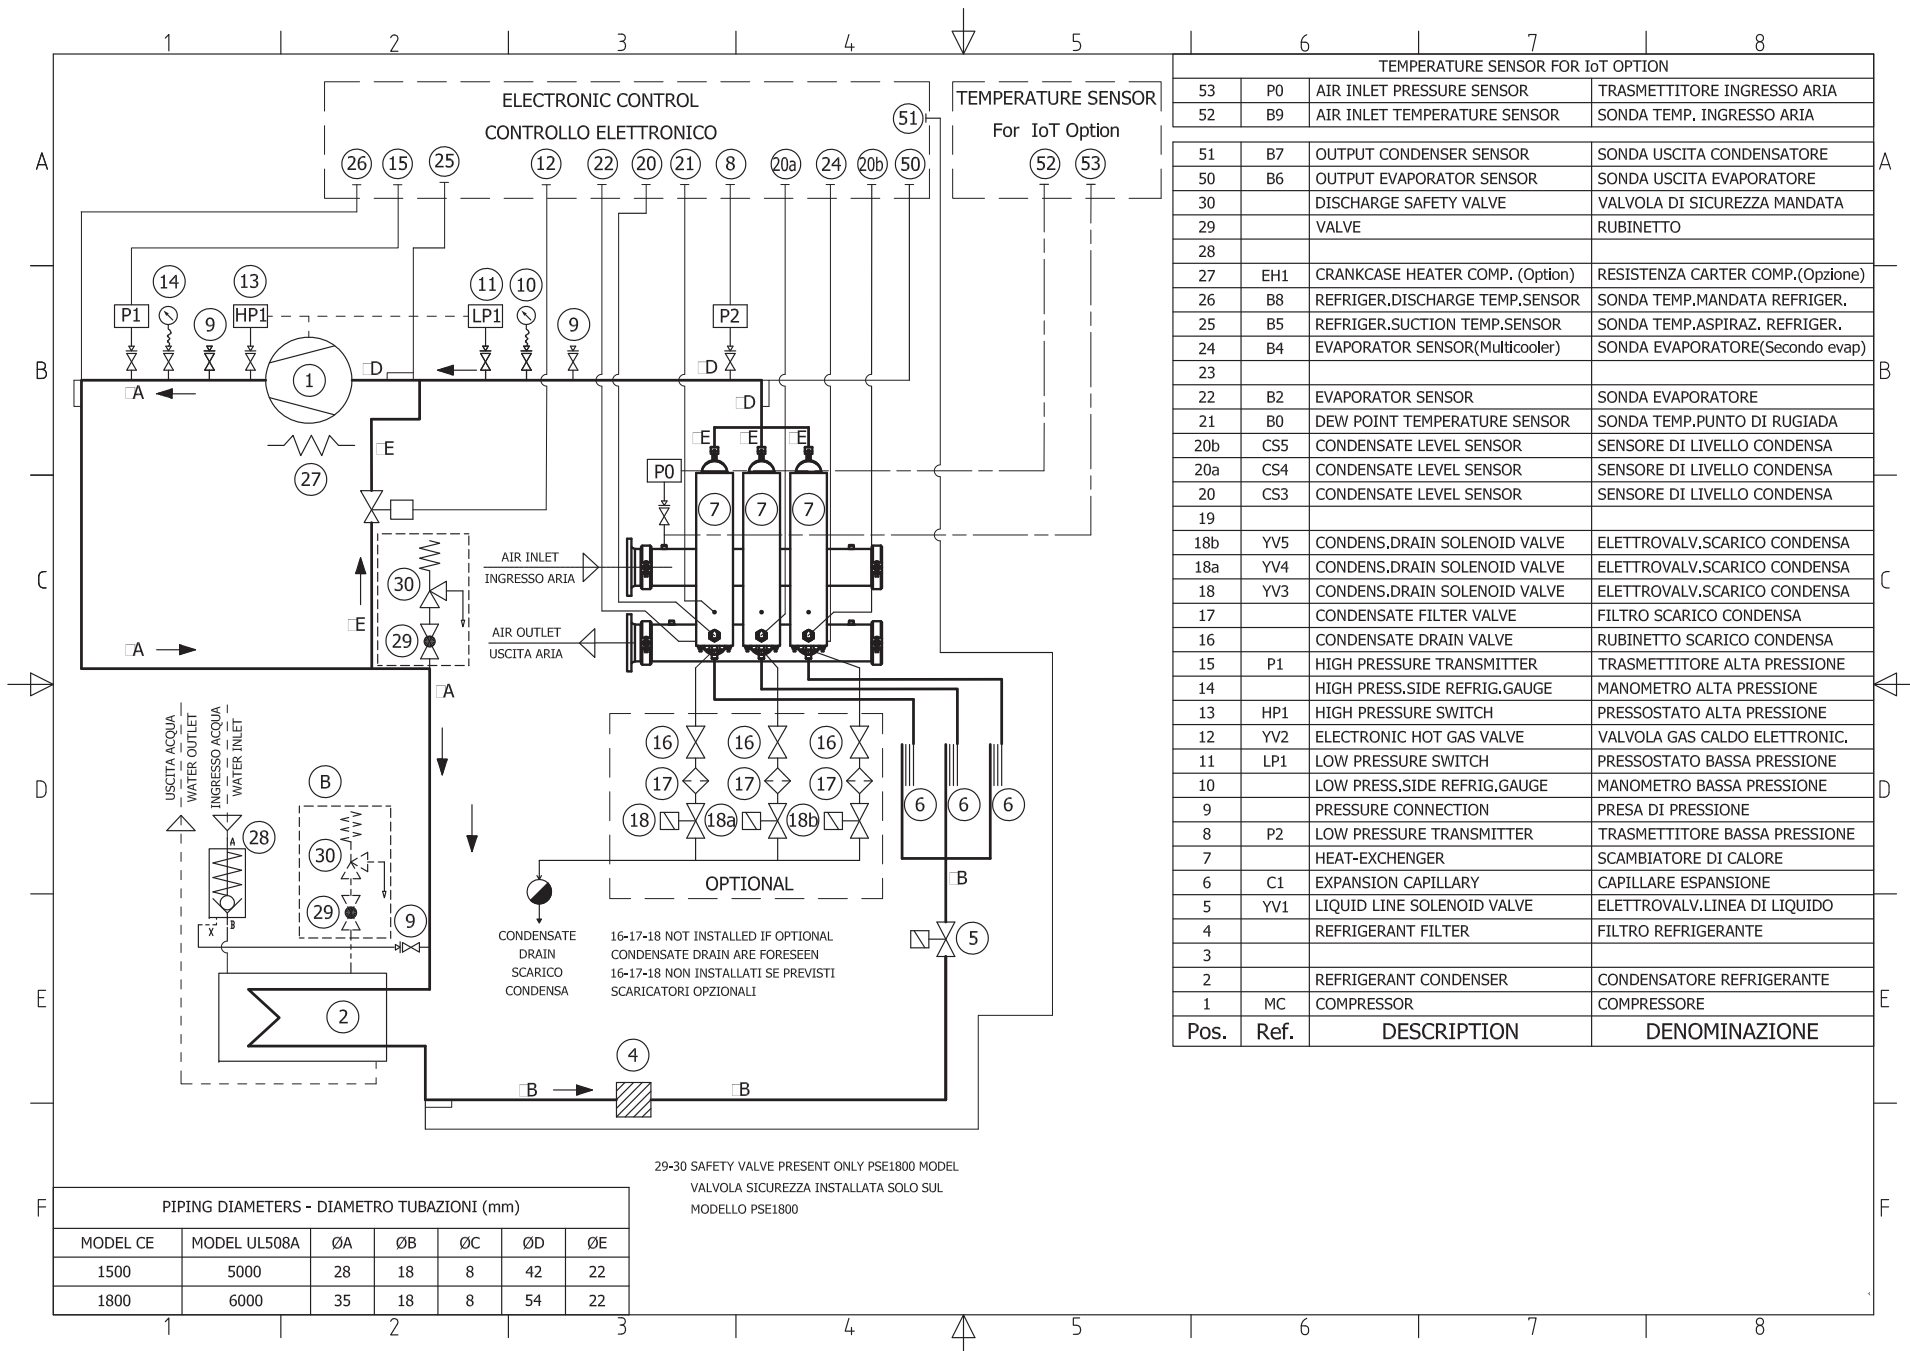 1 2 3 4 5 6 7 8
A B C D E F
ELECTRONIC CONTROL
CONTROLLO ELETTRONICO
51
26 15 25 12 22 20 21 8 20a 24 20b 50
TEMPERATURE SENSOR
For IoT Option
52 53
14 13 11 10
P1 9 HP1 LP1 9 P2
1
□D □D
□A
□D
□E □E □E □E
27
P0
7 7 7
AIR INLET
INGRESSO ARIA
30
□E
29
AIR OUTLET
USCITA ARIA
□A
□A
USCITA ACQUA
WATER OUTLET
INGRESSO ACQUA
WATER INLET
B
16 16 16
17 17 17
18 18a 18b
6 6 6
28
A
30
OPTIONAL
□B
29
9
X B
CONDENSATE
DRAIN
SCARICO
CONDENSA
16-17-18 NOT INSTALLED IF OPTIONAL
CONDENSATE DRAIN ARE FORESEEN
16-17-18 NON INSTALLATI SE PREVISTI
SCARICATORI OPZIONALI
5
2
4
□B □B
29-30 SAFETY VALVE PRESENT ONLY PSE1800 MODEL
VALVOLA SICUREZZA INSTALLATA SOLO SUL
MODELLO PSE1800
PIPING DIAMETERS - DIAMETRO TUBAZIONI (mm)
MODEL CE MODEL UL508A ØA ØB ØC ØD ØE
1500 5000 28 18 8 42 22
1800 6000 35 18 8 54 22
TEMPERATURE SENSOR FOR IoT OPTION
53 P0 AIR INLET PRESSURE SENSOR TRASMETTITORE INGRESSO ARIA
52 B9 AIR INLET TEMPERATURE SENSOR SONDA TEMP. INGRESSO ARIA
51 B7 OUTPUT CONDENSER SENSOR SONDA USCITA CONDENSATORE
50 B6 OUTPUT EVAPORATOR SENSOR SONDA USCITA EVAPORATORE
30 DISCHARGE SAFETY VALVE VALVOLA DI SICUREZZA MANDATA
29 VALVE RUBINETTO
28
27 EH1 CRANKCASE HEATER COMP. (Option) RESISTENZA CARTER COMP.(Opzione)
26 B8 REFRIGER.DISCHARGE TEMP.SENSOR SONDA TEMP.MANDATA REFRIGER.
25 B5 REFRIGER.SUCTION TEMP.SENSOR SONDA TEMP.ASPIRAZ. REFRIGER.
24 B4 EVAPORATOR SENSOR(Multicooler) SONDA EVAPORATORE(Secondo evap)
23
22 B2 EVAPORATOR SENSOR SONDA EVAPORATORE
21 B0 DEW POINT TEMPERATURE SENSOR SONDA TEMP.PUNTO DI RUGIADA
20b CS5 CONDENSATE LEVEL SENSOR SENSORE DI LIVELLO CONDENSA
20a CS4 CONDENSATE LEVEL SENSOR SENSORE DI LIVELLO CONDENSA
20 CS3 CONDENSATE LEVEL SENSOR SENSORE DI LIVELLO CONDENSA
19
18b YV5 CONDENS.DRAIN SOLENOID VALVE ELETTROVALV.SCARICO CONDENSA
18a YV4 CONDENS.DRAIN SOLENOID VALVE ELETTROVALV.SCARICO CONDENSA
18 YV3 CONDENS.DRAIN SOLENOID VALVE ELETTROVALV.SCARICO CONDENSA
17 CONDENSATE FILTER VALVE FILTRO SCARICO CONDENSA
16 CONDENSATE DRAIN VALVE RUBINETTO SCARICO CONDENSA
15 P1 HIGH PRESSURE TRANSMITTER TRASMETTITORE ALTA PRESSIONE
14 HIGH PRESS.SIDE REFRIG.GAUGE MANOMETRO ALTA PRESSIONE
13 HP1 HIGH PRESSURE SWITCH PRESSOSTATO ALTA PRESSIONE
12 YV2 ELECTRONIC HOT GAS VALVE VALVOLA GAS CALDO ELETTRONIC.
11 LP1 LOW PRESSURE SWITCH PRESSOSTATO BASSA PRESSIONE
10 LOW PRESS.SIDE REFRIG,GAUGE MANOMETRO BASSA PRESSIONE
9 PRESSURE CONNECTION PRESA DI PRESSIONE
8 P2 LOW PRESSURE TRANSMITTER TRASMETTITORE BASSA PRESSIONE
7 HEAT-EXCHENGER SCAMBIATORE DI CALORE
6 C1 EXPANSION CAPILLARY CAPILLARE ESPANSIONE
5 YV1 LIQUID LINE SOLENOID VALVE ELETTROVALV.LINEA DI LIQUIDO
4 REFRIGERANT FILTER FILTRO REFRIGERANTE
3
2 REFRIGERANT CONDENSER CONDENSATORE REFRIGERANTE
1 MC COMPRESSOR COMPRESSORE
Pos. Ref. DESCRIPTION DENOMINAZIONE
A B C D E F
1 2 3 4 5 6 7 8